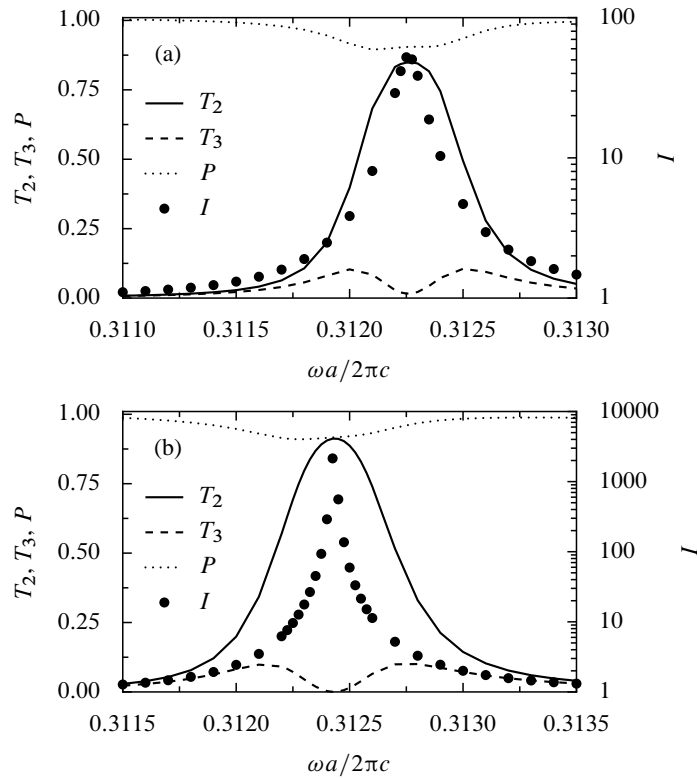 1.00 100
(a)
0.75
T₂
T₂, T₃, P
T₃
0.50 10 I
P
0.25
I
0.00 1
0.3110 0.3115 0.3120 0.3125 0.3130
ωa/2πc
1.00 10000
(b)
0.75 1000
T₂
T₂, T₃, P
T₃
0.50 100 I
P
0.25 10
I
0.00 1
0.3115 0.3120 0.3125 0.3130 0.3135
ωa/2πc